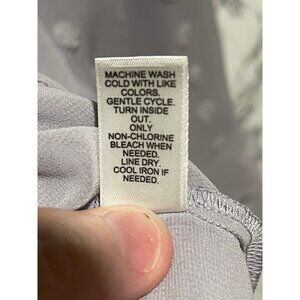 MACHINE WASH
COLD WITH LIKE
COLORS.
GENTLE CYCLE.
TURN INSIDE
OUT.
ONLY
NON-CHLORINE
BLEACH WHEN
NEEDED.
LINE DRY.
COOL IRON IF
NEEDED.